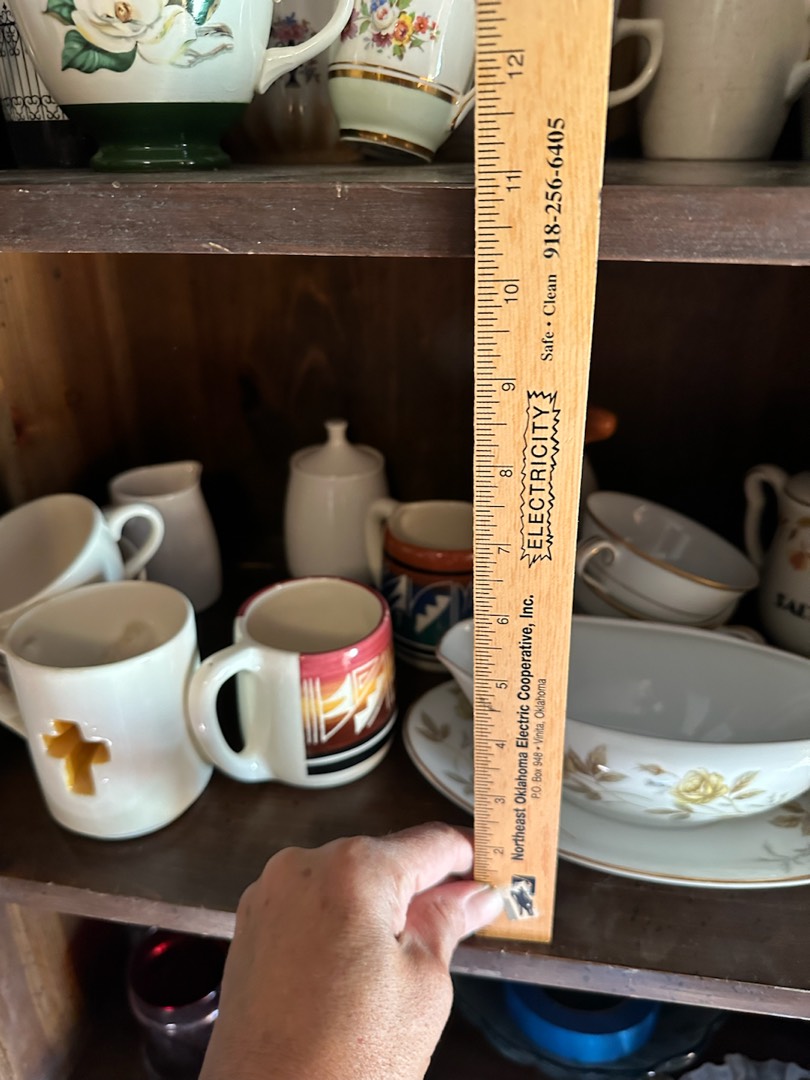 12
11
10
9
8
7
6
5
4
3
2
Northeast Oklahoma Electric Cooperative, Inc.
P.O. Box 948 • Vinita, Oklahoma
ELECTRICITY
Safe • Clean 918-256-6405